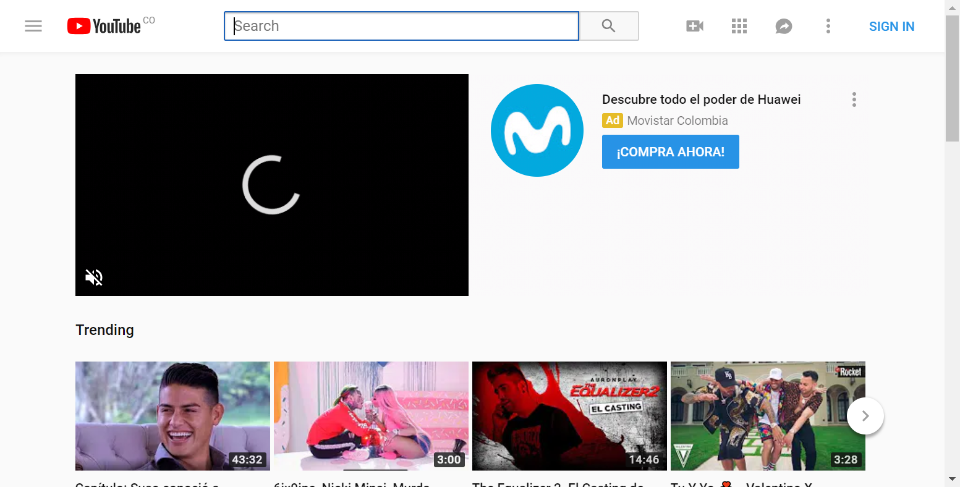 YouTube CO
Search
SIGN IN
Descubre todo el poder de Huawei
Ad Movistar Colombia
¡COMPRA AHORA!
Trending
43:32
3:00
AURONPLAY
THE EQUALIZER 2
EL CASTING
14:46
Rocket
3:28